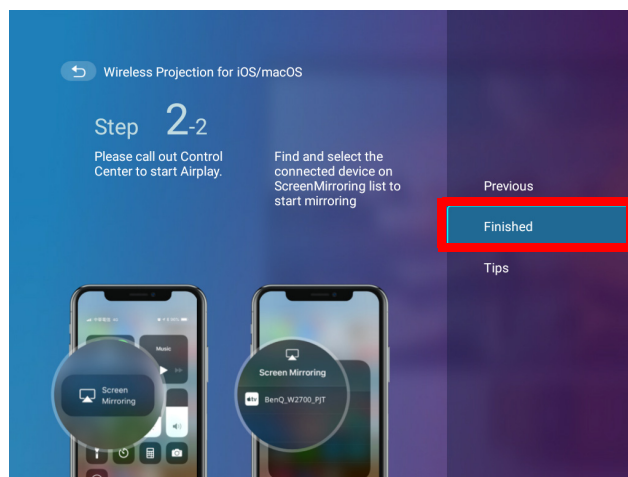 Wireless Projection for iOS/macOS
Step 2-2
Please call out Control
Center to start Airplay.
Find and select the
connected device on
ScreenMirroring list to
start mirroring
Previous
Finished
Tips
Music
Screen
Mirroring
Screen Mirroring
tv
BenQ_W2700_PJT